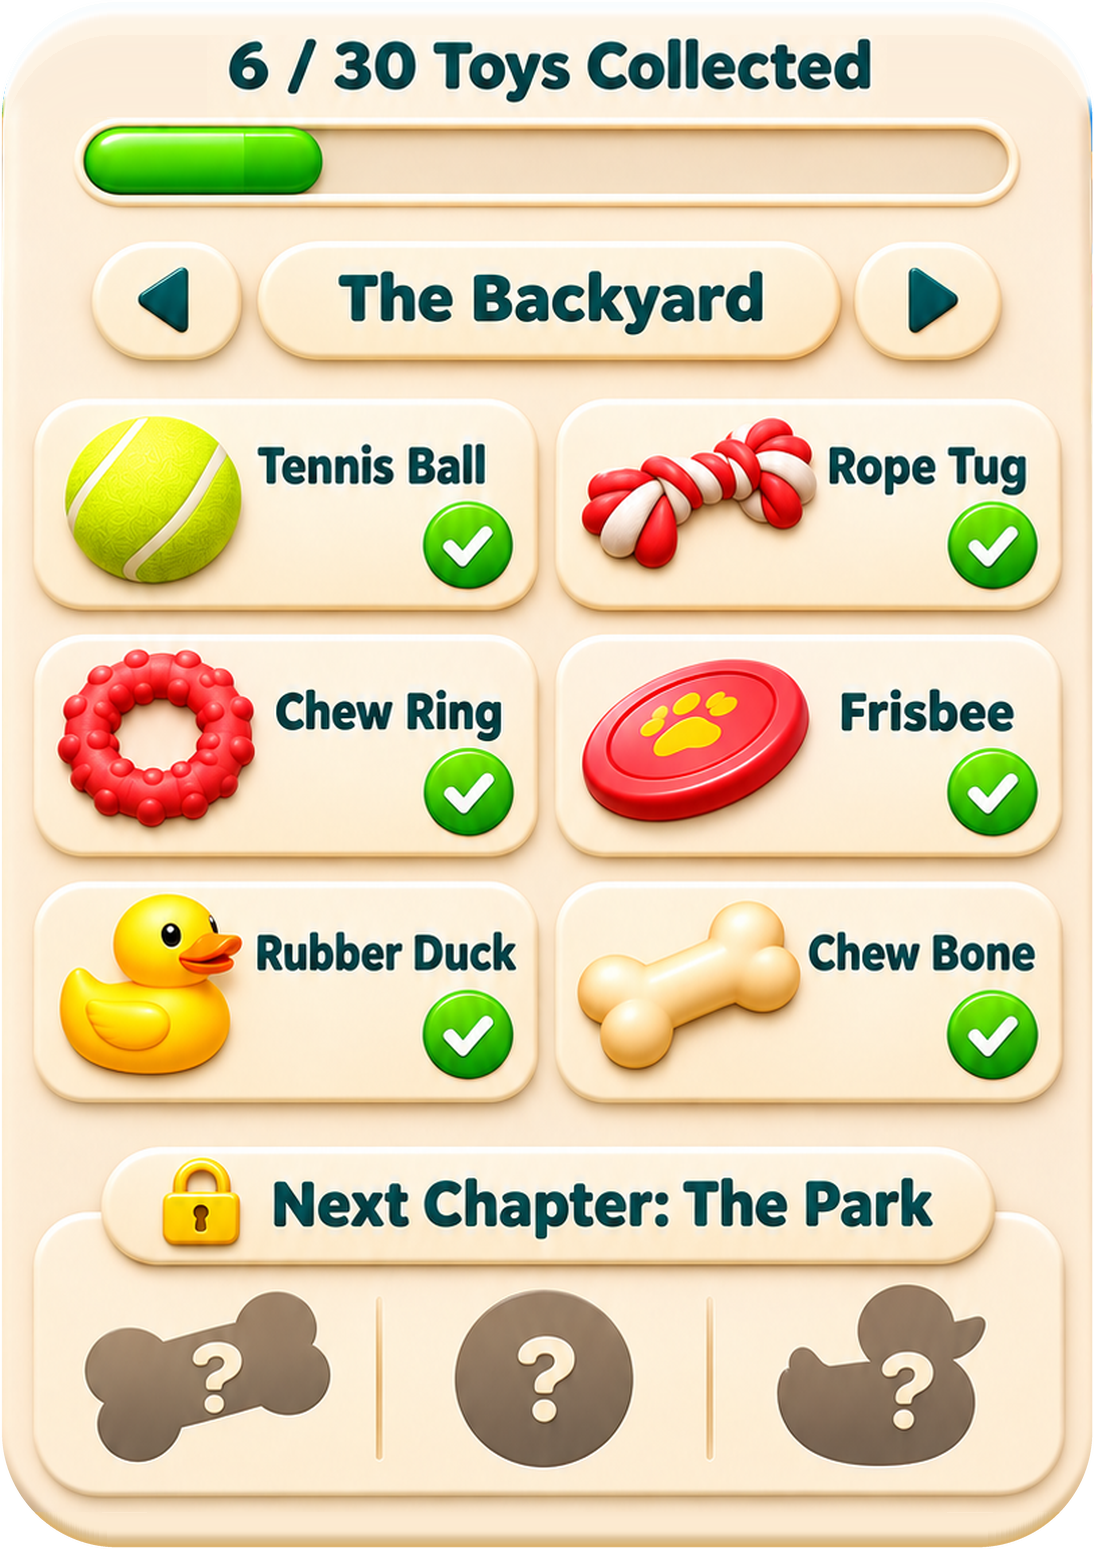 6 / 30 Toys Collected
The Backyard
Tennis Ball
Rope Tug
Chew Ring
Frisbee
Rubber Duck
Chew Bone
Next Chapter: The Park
? ? ?